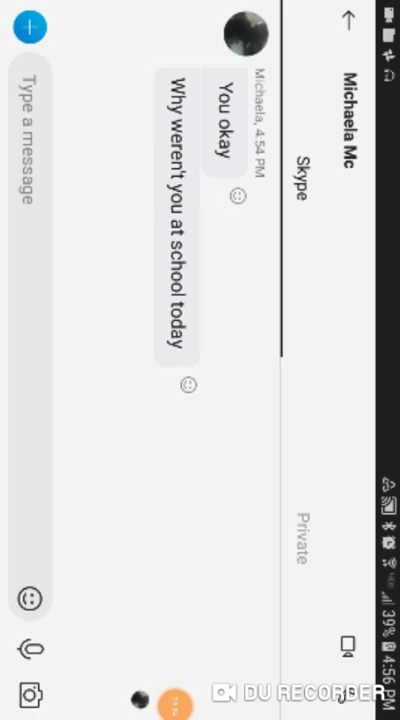 39% 4:56 PM
Michaela Mc
Skype
Private
Michaela, 4:54 PM
You okay
Why weren't you at school today
Type a message
DU RECORDER